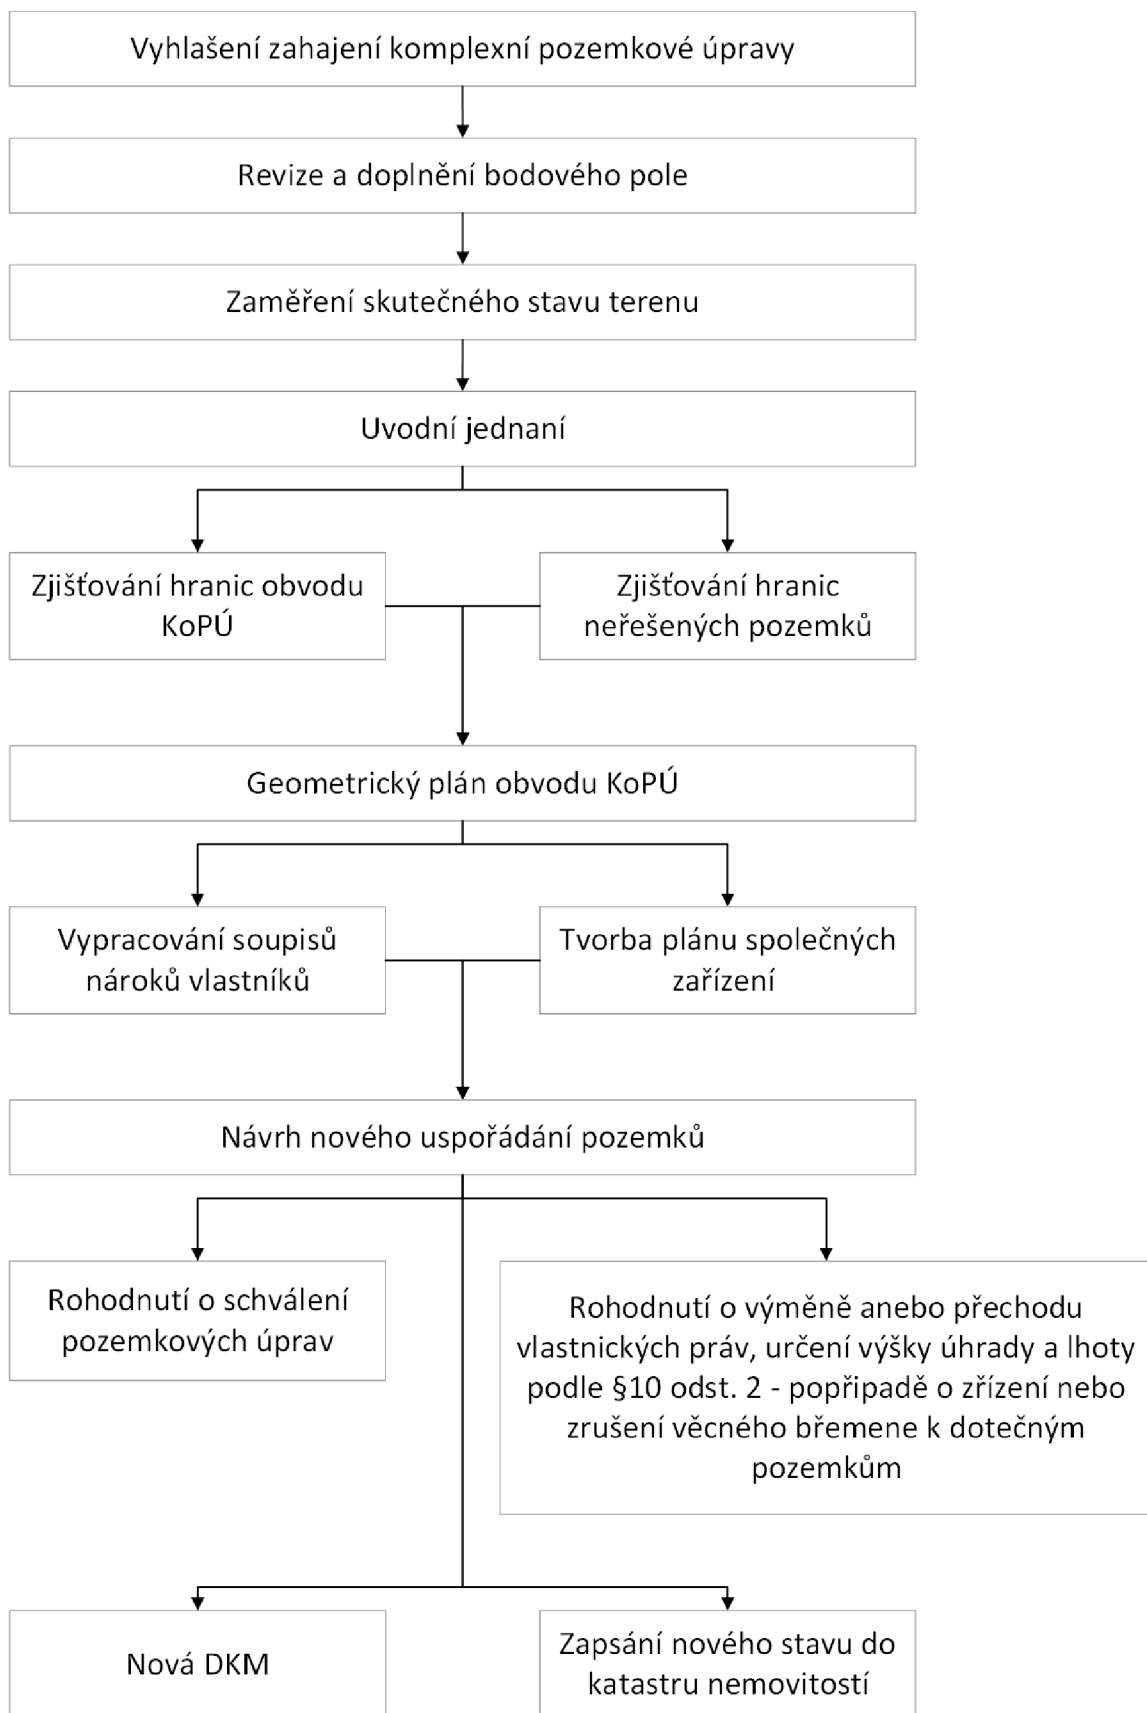 Vyhlašení zahajení komplexní pozemkové úpravy
Revize a doplnění bodového pole
Zaměření skutečného stavu terenu
Uvodní jednaní
Zjišťování hranic obvodu
KoPÚ
Zjišťování hranic
neřešených pozemků
Geometrický plán obvodu KoPÚ
Vypracování soupisů
nároků vlastníků
Tvorba plánu společných
zařízení
Návrh nového uspořádání pozemků
Rohodnutí o schválení
pozemkových úprav
Rohodnutí o výměně anebo přechodu
vlastnických práv, určení výšky úhrady a lhoty
podle §10 odst. 2 - popřipadě o zřízení nebo
zrušení věcného břemene k dotečným
pozemkům
Nová DKM
Zapsání nového stavu do
katastru nemovitostí